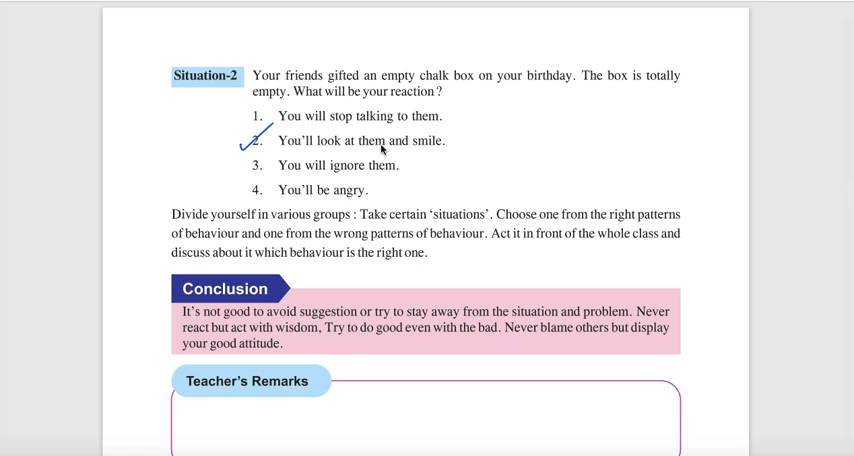 Situation-2 Your friends gifted an empty chalk box on your birthday. The box is totally
empty. What will be your reaction ?
1. You will stop talking to them.
2. You'll look at them and smile.
3. You will ignore them.
4. You'll be angry.
Divide yourself in various groups : Take certain ‘situations’. Choose one from the right patterns
of behaviour and one from the wrong patterns of behaviour. Act it in front of the whole class and
discuss about it which behaviour is the right one.
Conclusion
It's not good to avoid suggestion or try to stay away from the situation and problem. Never
react but act with wisdom, Try to do good even with the bad. Never blame others but display
your good attitude.
Teacher's Remarks